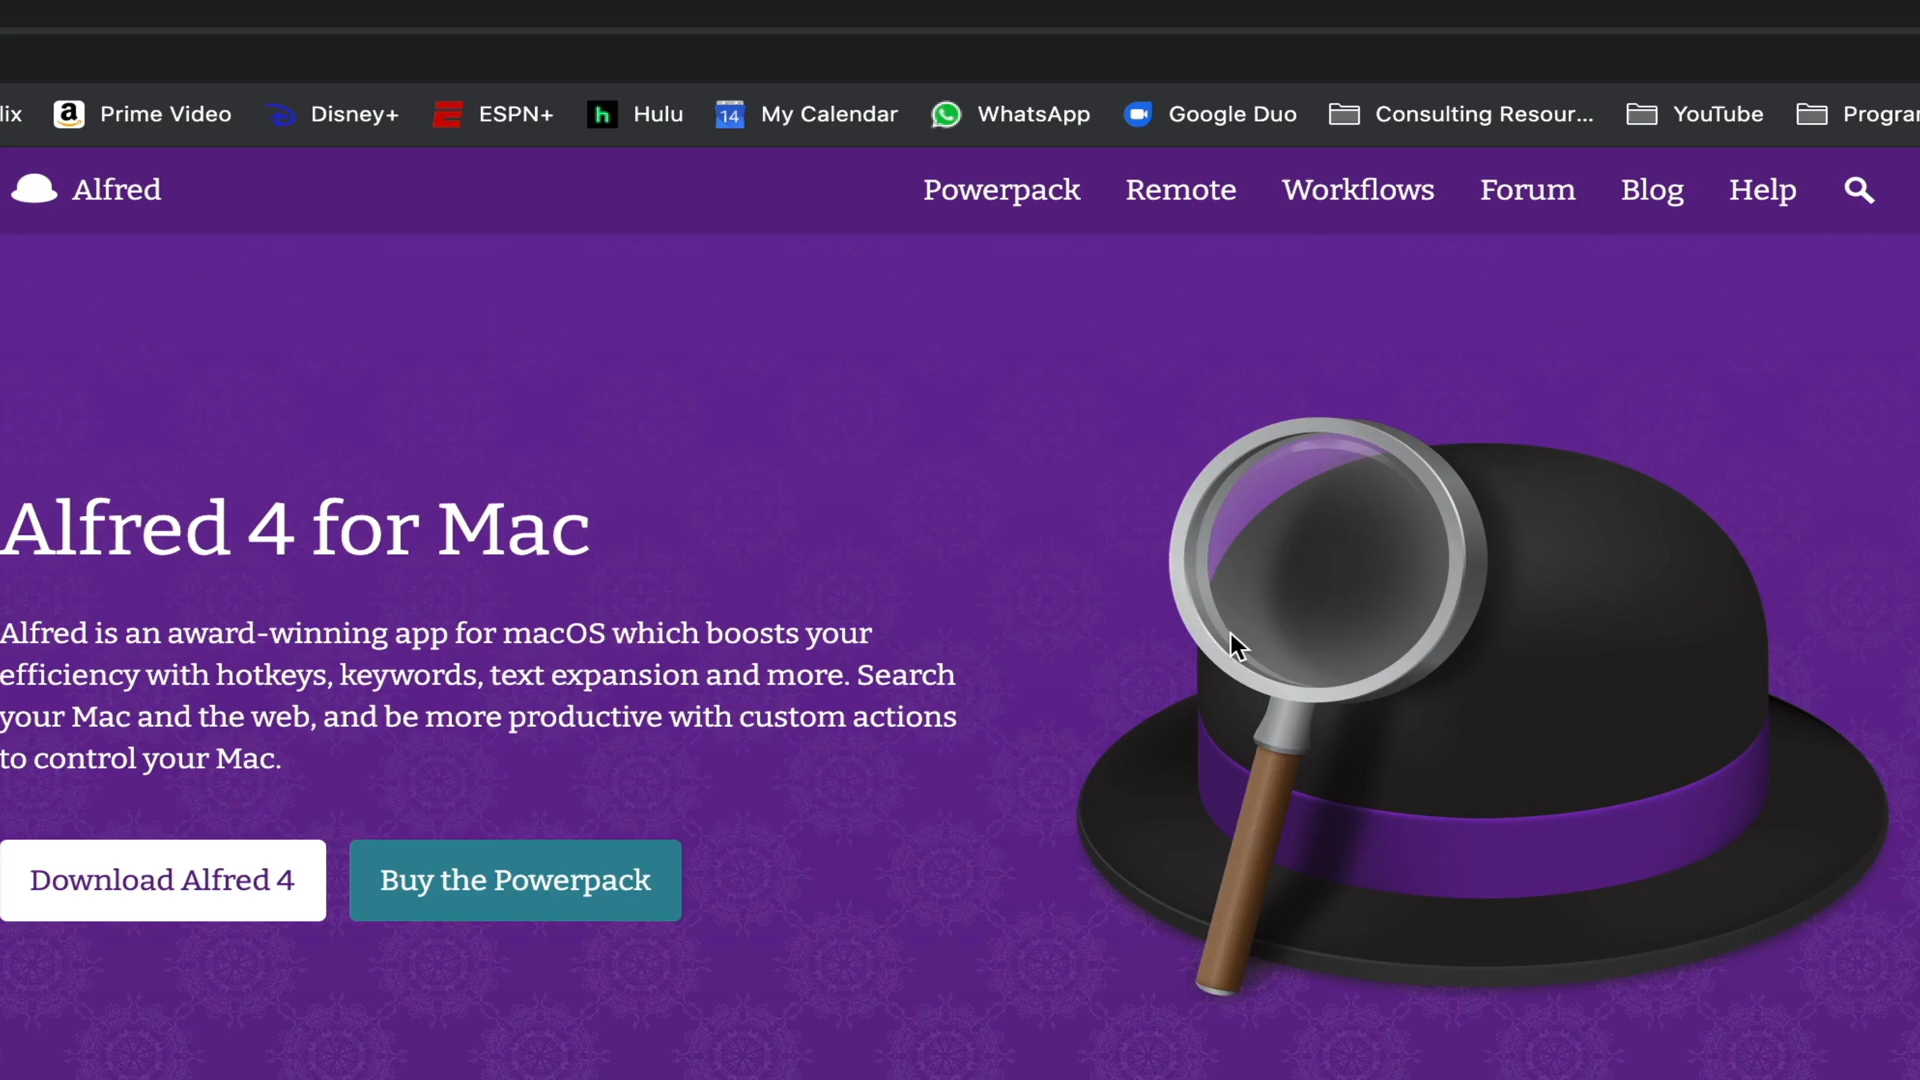 lix Prime Video Disney+ ESPN+ Hulu 14 My Calendar WhatsApp Google Duo Consulting Resour... YouTube Progra
Alfred Powerpack Remote Workflows Forum Blog Help
Alfred 4 for Mac
Alfred is an award-winning app for macOS which boosts your
efficiency with hotkeys, keywords, text expansion and more. Search
your Mac and the web, and be more productive with custom actions
to control your Mac.
Download Alfred 4 Buy the Powerpack